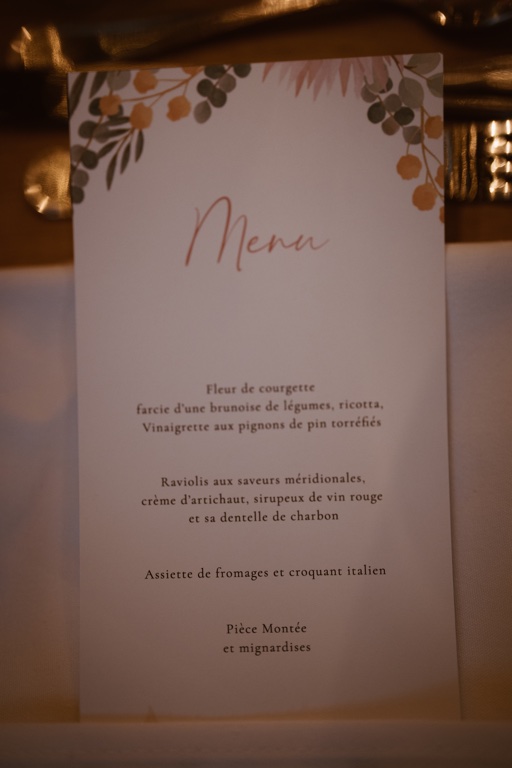 Menu
Fleur de courgette
farcie d'une brunoise de légumes, ricotta,
Vinaigrette aux pignons de pin torréfiés
Raviolis aux saveurs méridionales,
crème d'artichaut, sirupeux de vin rouge
et sa dentelle de charbon
Assiette de fromages et croquant italien
Pièce Montée
et mignardises